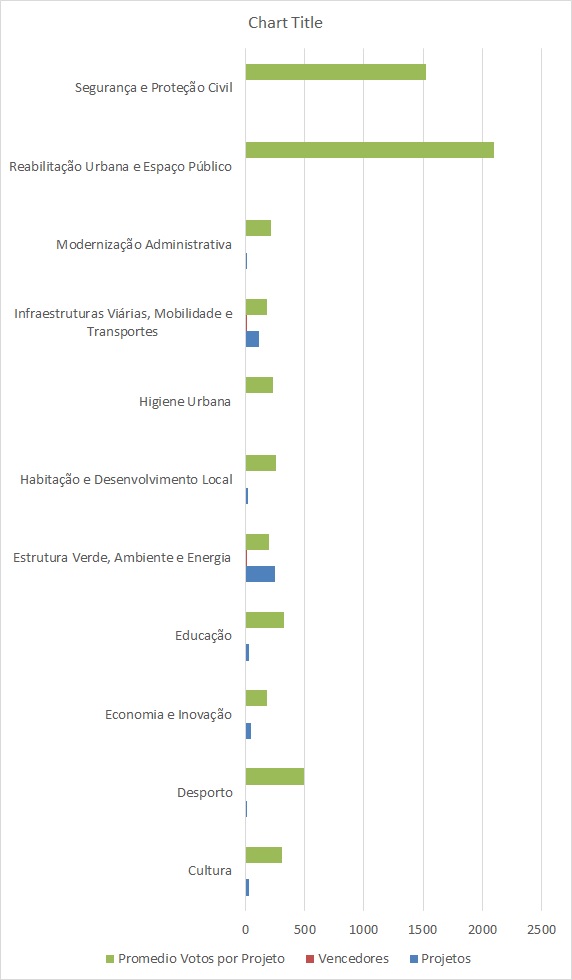 Chart Title
Segurança e Proteção Civil
Reabilitação Urbana e Espaço Público
Modernização Administrativa
Infraestruturas Viárias, Mobilidade e
Transportes
Higiene Urbana
Habitação e Desenvolvimento Local
Estrutura Verde, Ambiente e Energia
Educação
Economia e Inovação
Desporto
Cultura
0 500 1000 1500 2000 2500
Promedio Votos por Projeto Vencedores Projetos